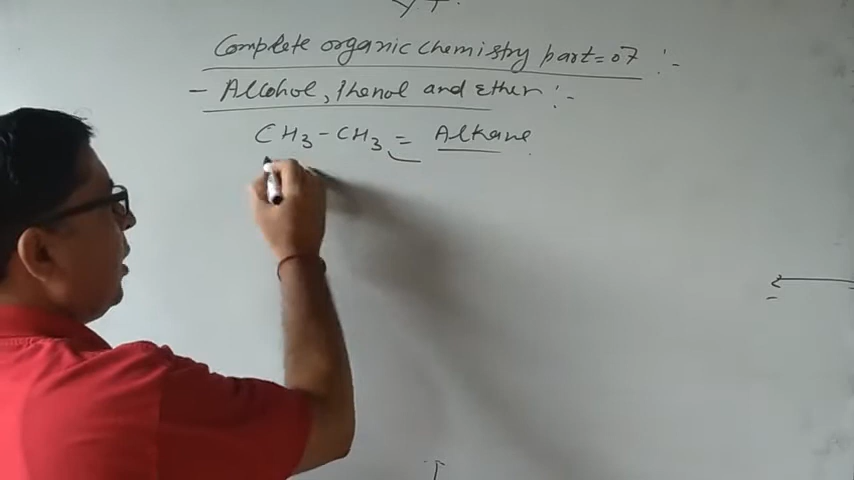 Complete organic Chemistry part=07 :-
- Alcohol, Phenol and Ether :-
CH3-CH3 = Alkane